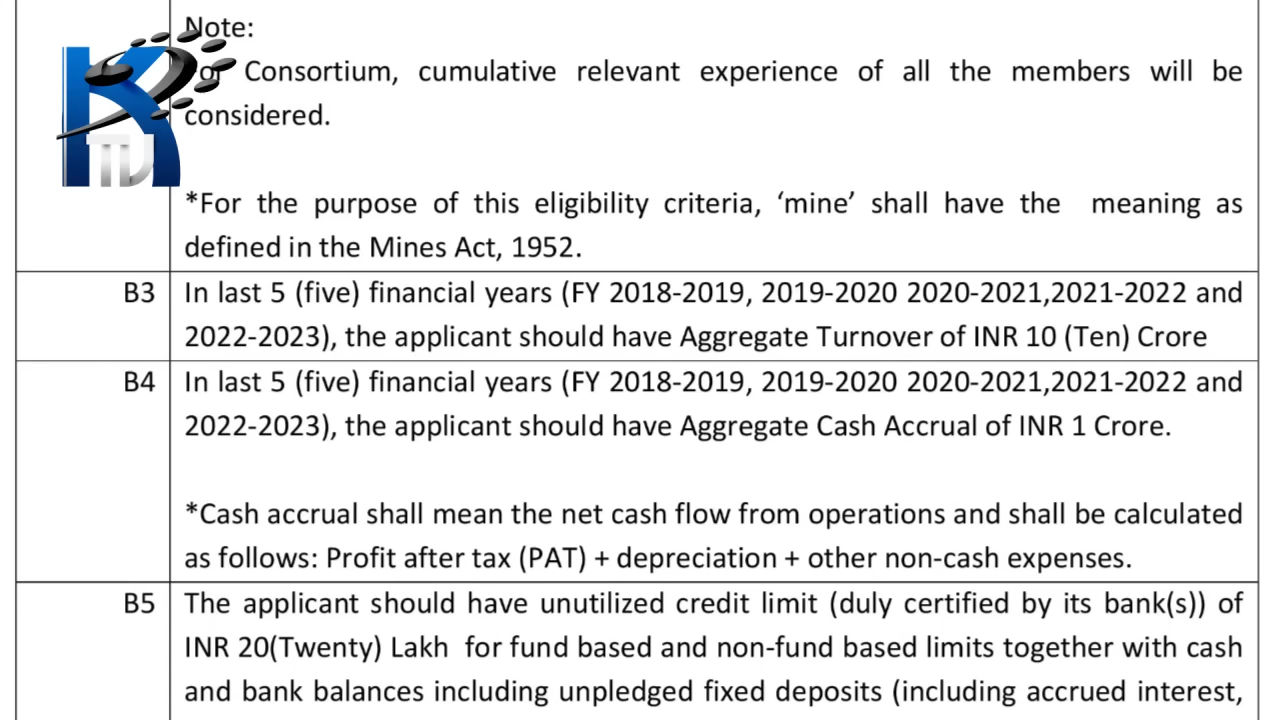 Note:
For Consortium, cumulative relevant experience of all the members will be
considered.
*For the purpose of this eligibility criteria, ‘mine’ shall have the meaning as
defined in the Mines Act, 1952.
B3 In last 5 (five) financial years (FY 2018-2019, 2019-2020 2020-2021,2021-2022 and
2022-2023), the applicant should have Aggregate Turnover of INR 10 (Ten) Crore
B4 In last 5 (five) financial years (FY 2018-2019, 2019-2020 2020-2021,2021-2022 and
2022-2023), the applicant should have Aggregate Cash Accrual of INR 1 Crore.
*Cash accrual shall mean the net cash flow from operations and shall be calculated
as follows: Profit after tax (PAT) + depreciation + other non-cash expenses.
B5 The applicant should have unutilized credit limit (duly certified by its bank(s)) of
INR 20(Twenty) Lakh for fund based and non-fund based limits together with cash
and bank balances including unpledged fixed deposits (including accrued interest,